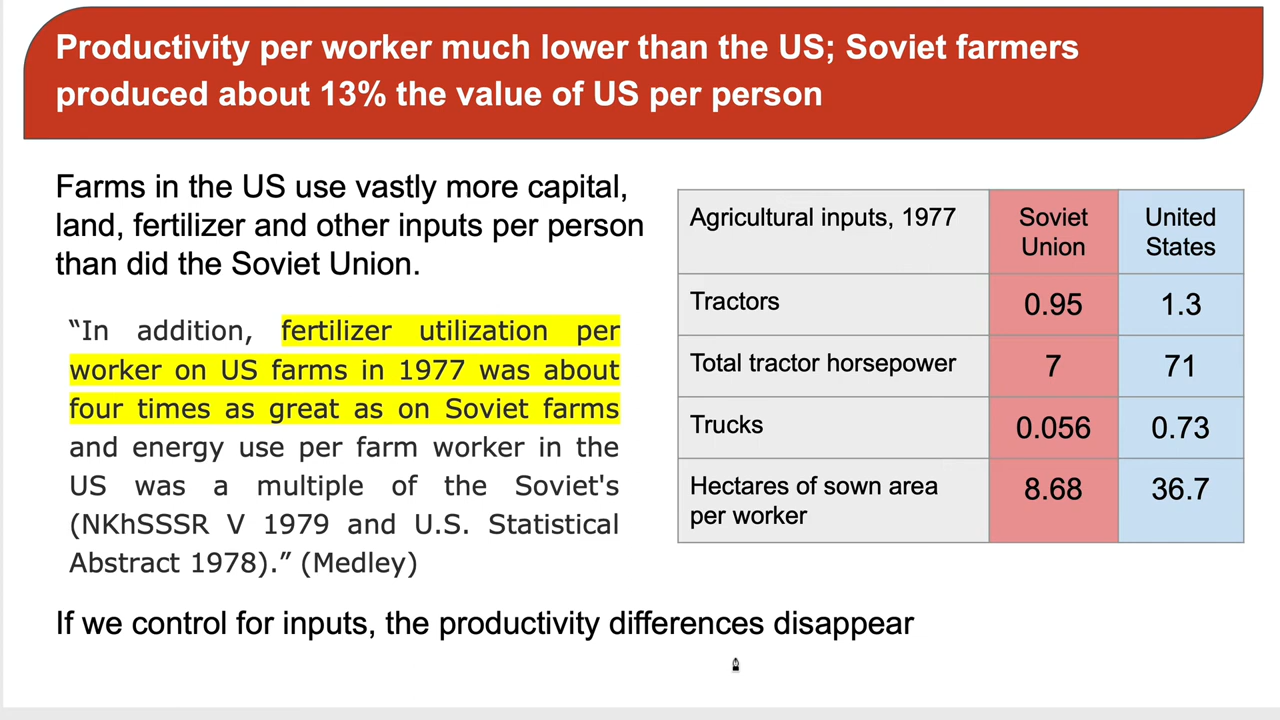 Productivity per worker much lower than the US; Soviet farmers
produced about 13% the value of US per person
Farms in the US use vastly more capital,
land, fertilizer and other inputs per person
than did the Soviet Union.
“In addition, fertilizer utilization per
worker on US farms in 1977 was about
four times as great as on Soviet farms
and energy use per farm worker in the
US was a multiple of the Soviet's
(NKhSSSR V 1979 and U.S. Statistical
Abstract 1978).” (Medley)
Agricultural inputs, 1977 Soviet Union United States
Tractors 0.95 1.3
Total tractor horsepower 7 71
Trucks 0.056 0.73
Hectares of sown area per worker 8.68 36.7
If we control for inputs, the productivity differences disappear